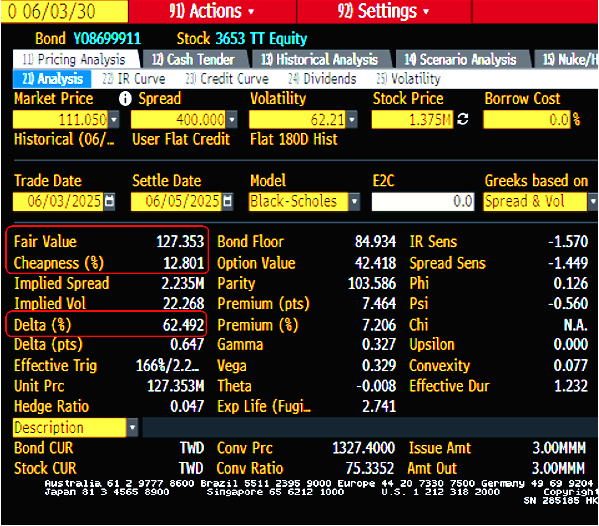 0 06/03/30 91) Actions 92) Settings
Bond YO8699911 Stock 3653 TT Equity
11) Pricing Analysis 12) Cash Tender 13) Historical Analysis 14) Scenario Analysis 15) Nuke/H
21) Analysis 22) IR Curve 23) Credit Curve 24) Dividends 25) Volatility
Market Price Spread Volatility Stock Price Borrow Cost
111.050 400.000 62.21 1.375M 0.0 %
Historical (06/... User Flat Credit Flat 180D Hist
Trade Date Settle Date Model E2C Greeks based on
06/03/2025 06/05/2025 Black-Scholes 0.0 Spread & Vol
Fair Value 127.353 Bond Floor 84.934 IR Sens -1.570
Cheapness (%) 12.801 Option Value 42.418 Spread Sens -1.449
Implied Spread 2.235M Parity 103.586 Phi 0.126
Implied Vol 22.268 Premium (pts) 7.464 Psi -0.560
Delta (%) 62.492 Premium (%) 7.206 Chi N.A.
Delta (pts) 0.647 Gamma 0.327 Upsilon 0.000
Effective Trig 166%/2.2... Vega 0.329 Convexity 0.077
Unit Prc 127.353M Theta -0.008 Effective Dur 1.232
Hedge Ratio 0.047 Exp Life (Fugi... 2.741
Description
Bond CUR TWD Conv Prc 1327.4000 Issue Amt 3.00MMM
Stock CUR TWD Conv Ratio 75.3352 Amt Out 3.00MMM
Australia 61 2 9777 8600 Brazil 5511 2395 9000 Europe 44 20 7330 7500 Germany 49 69 9204
Japan 81 3 4565 8900 Singapore 65 6212 1000 U.S. 1 212 318 2000 Copyright
SN 285185 HK